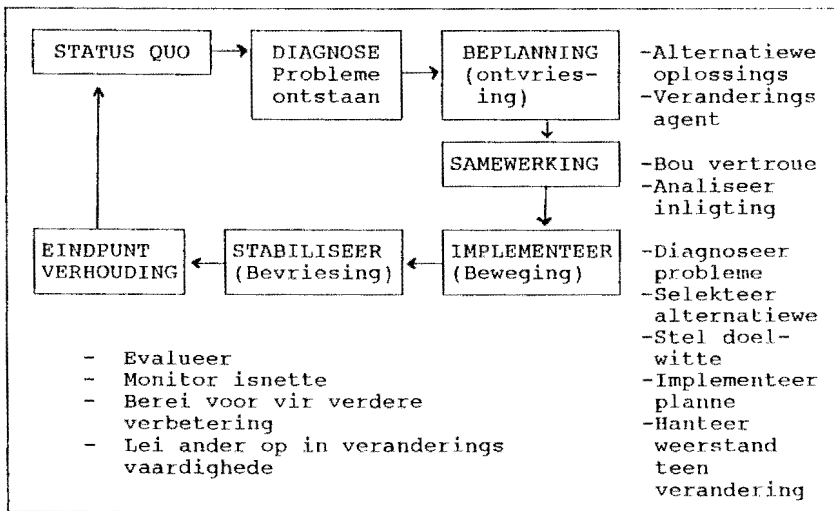 STATUS QUO
DIAGNOSE
Probleme
ontstaan
BEPLANNING
(ontvries-
ing)
-Alternatiewe
oplossings
-Veranderings
agent
SAMEWERKING
-Bou vertroue
-Analiseer
inligting
EINDPUNT
VERHOUDING
STABILISEER
(Bevriesing)
IMPLEMENTEER
(Beweging)
-Diagnoseer
probleme
-Selekteer
alternatiewe
-Stel doel-
witte
-Implementeer
planne
-Hanteer
weerstand
teen
verandering
- Evalueer
- Monitor isnette
- Berei voor vir verdere
verbetering
- Lei ander op in veranderings
vaardighede